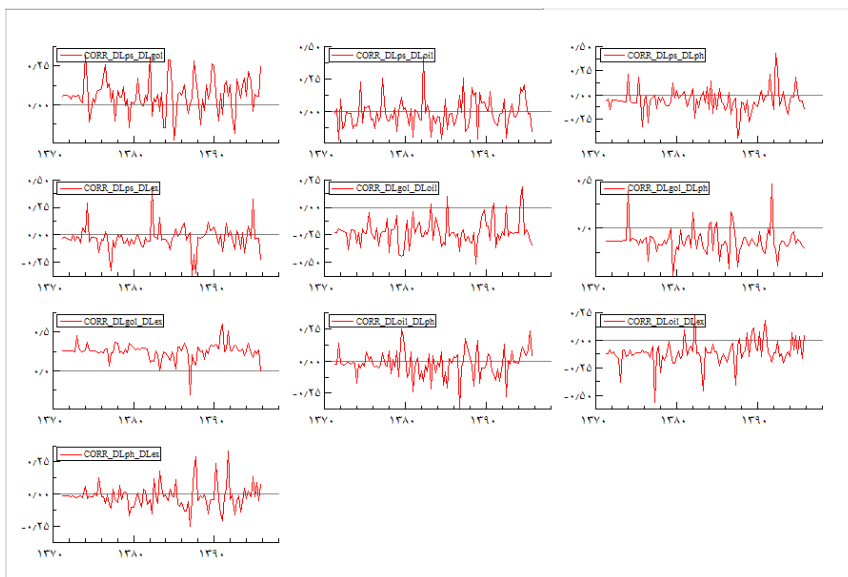 CORR_DLps_DLgol
۰/۲۵
۰/۰۰
۱۳۷۰ ۱۳۸۰ ۱۳۹۰
۰/۵۰
CORR_DLps_DLoil
۰/۲۵
۰/۰۰
۱۳۷۰ ۱۳۸۰ ۱۳۹۰
۰/۵۰
CORR_DLps_DLph
۰/۲۵
۰/۰۰
-۰/۲۵
۱۳۷۰ ۱۳۸۰ ۱۳۹۰
۰/۵۰
CORR_DLps_DLex
۰/۲۵
۰/۰۰
-۰/۲۵
۱۳۷۰ ۱۳۸۰ ۱۳۹۰
۰/۲۵
CORR_DLgol_DLoil
۰/۰۰
-۰/۲۵
-۰/۵۰
۱۳۷۰ ۱۳۸۰ ۱۳۹۰
۰/۵
CORR_DLgol_DLph
۰/۰
۱۳۷۰ ۱۳۸۰ ۱۳۹۰
CORR_DLgol_DLex
۰/۵
۰/۰
۱۳۷۰ ۱۳۸۰ ۱۳۹۰
CORR_DLoil_DLph
۰/۲۵
۰/۰۰
-۰/۲۵
۱۳۷۰ ۱۳۸۰ ۱۳۹۰
۰/۲۵
CORR_DLoil_DLex
۰/۰۰
-۰/۲۵
-۰/۵۰
۱۳۷۰ ۱۳۸۰ ۱۳۹۰
CORR_DLph_DLex
۰/۲۵
۰/۰۰
-۰/۲۵
۱۳۷۰ ۱۳۸۰ ۱۳۹۰